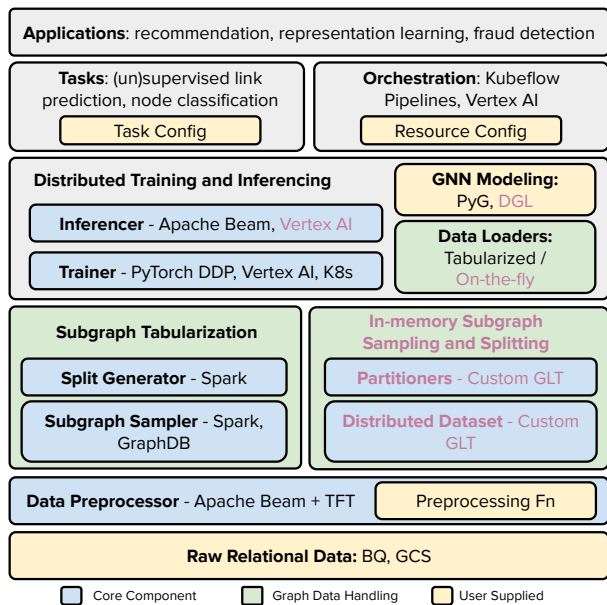 Applications: recommendation, representation learning, fraud detection
Tasks: (un)supervised link
prediction, node classification
Task Config
Orchestration: Kubeflow
Pipelines, Vertex AI
Resource Config
Distributed Training and Inferencing
Inferencer - Apache Beam, Vertex AI
Trainer - PyTorch DDP, Vertex AI, K8s
GNN Modeling:
PyG, DGL
Data Loaders:
Tabularized /
On-the-fly
Subgraph Tabularization
Split Generator - Spark
Subgraph Sampler - Spark,
GraphDB
In-memory Subgraph
Sampling and Splitting
Partitioners - Custom GLT
Distributed Dataset - Custom
GLT
Data Preprocessor - Apache Beam + TFT
Preprocessing Fn
Raw Relational Data: BQ, GCS
Core Component
Graph Data Handling
User Supplied